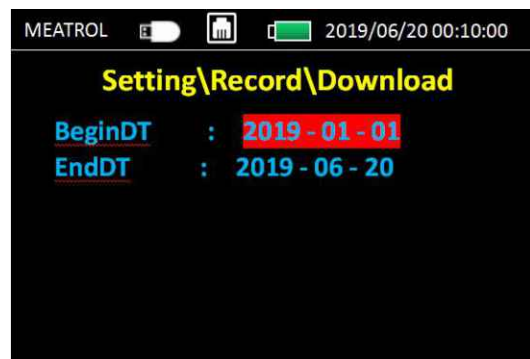 MEATROL 2019/06/20 00:10:00
Setting\Record\Download
BeginDT : 2019 - 01 - 01
EndDT : 2019 - 06 - 20